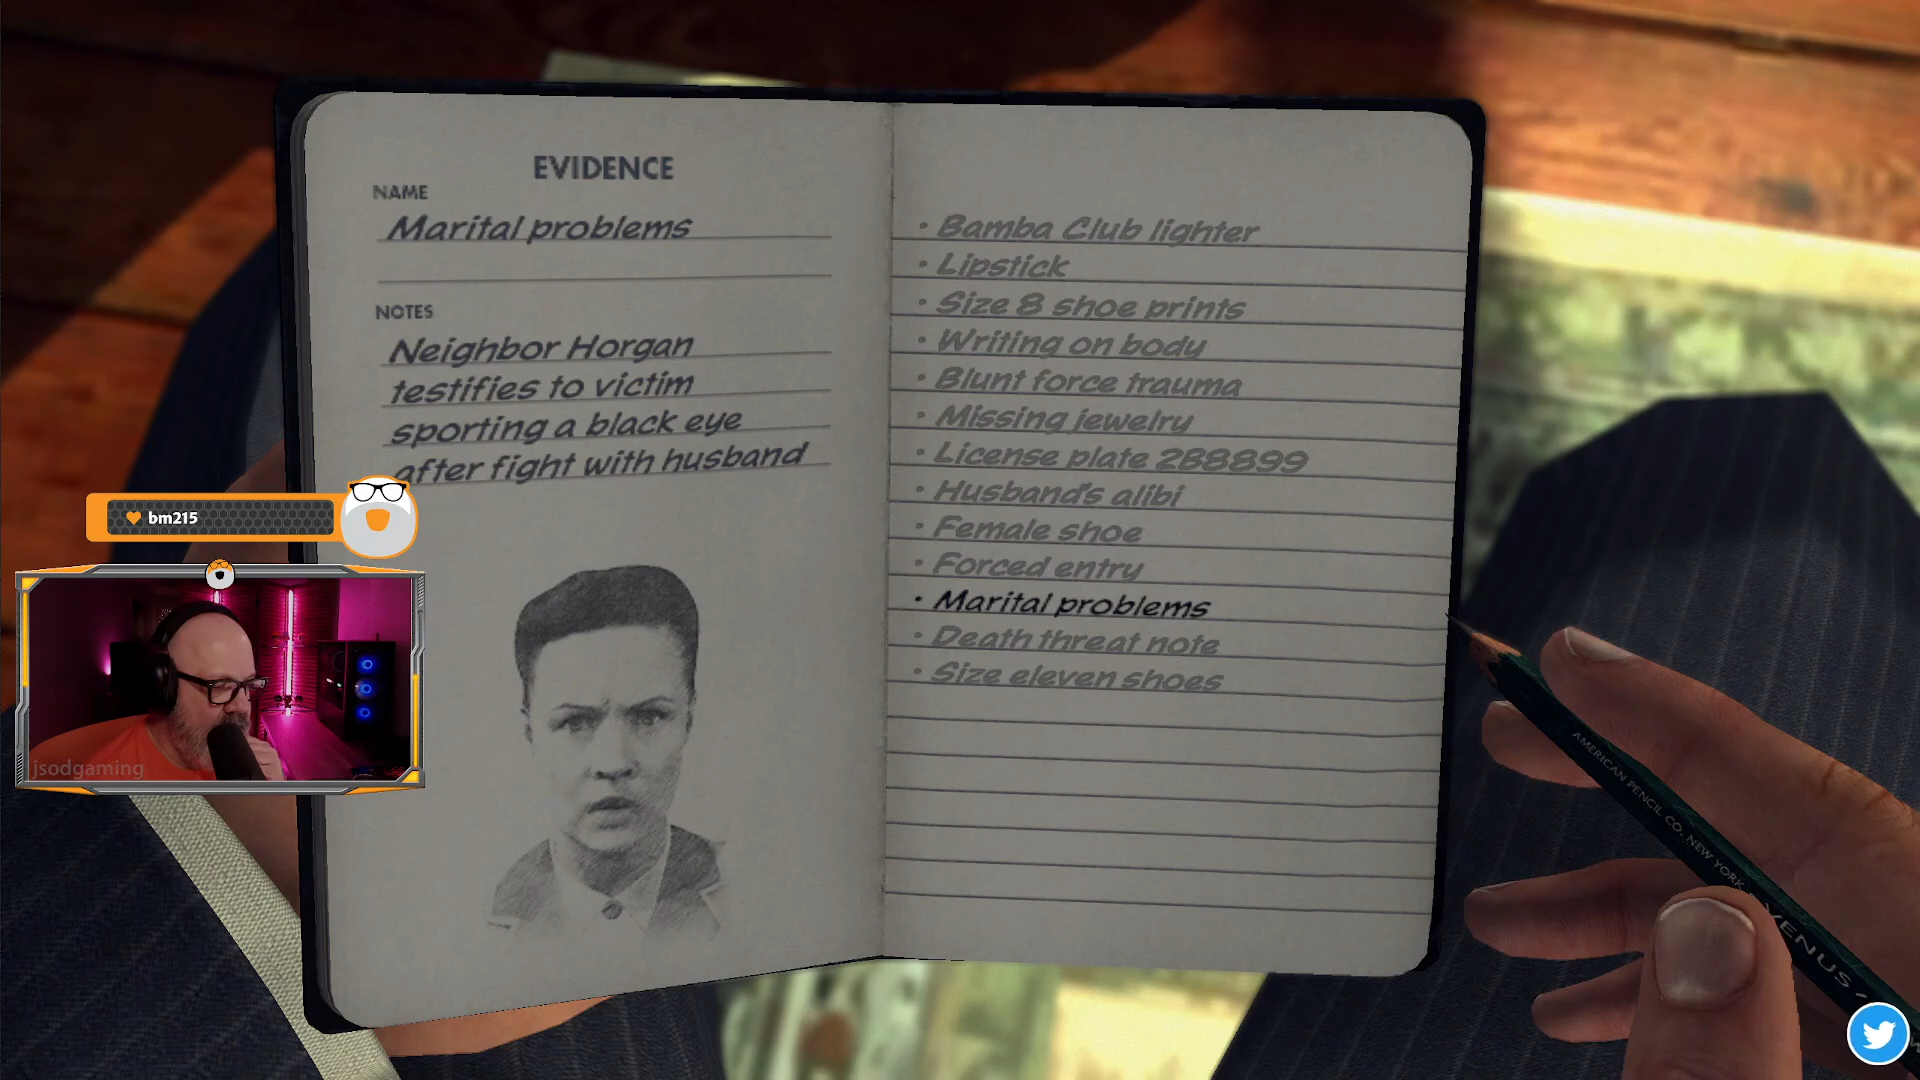 EVIDENCE
NAME
Marital problems
NOTES
Neighbor Horgan
testifies to victim
sporting a black eye
after fight with husband
• Bamba Club lighter
• Lipstick
• Size 8 shoe prints
• Writing on body
• Blunt force trauma
• Missing jewelry
• License plate 2B8899
• Husband's alibi
• Female shoe
• Forced entry
• Marital problems
• Death threat note
• Size eleven shoes
bm215
jsodgaming
AMERICAN PENCIL CO. NEW YORK
VENUS